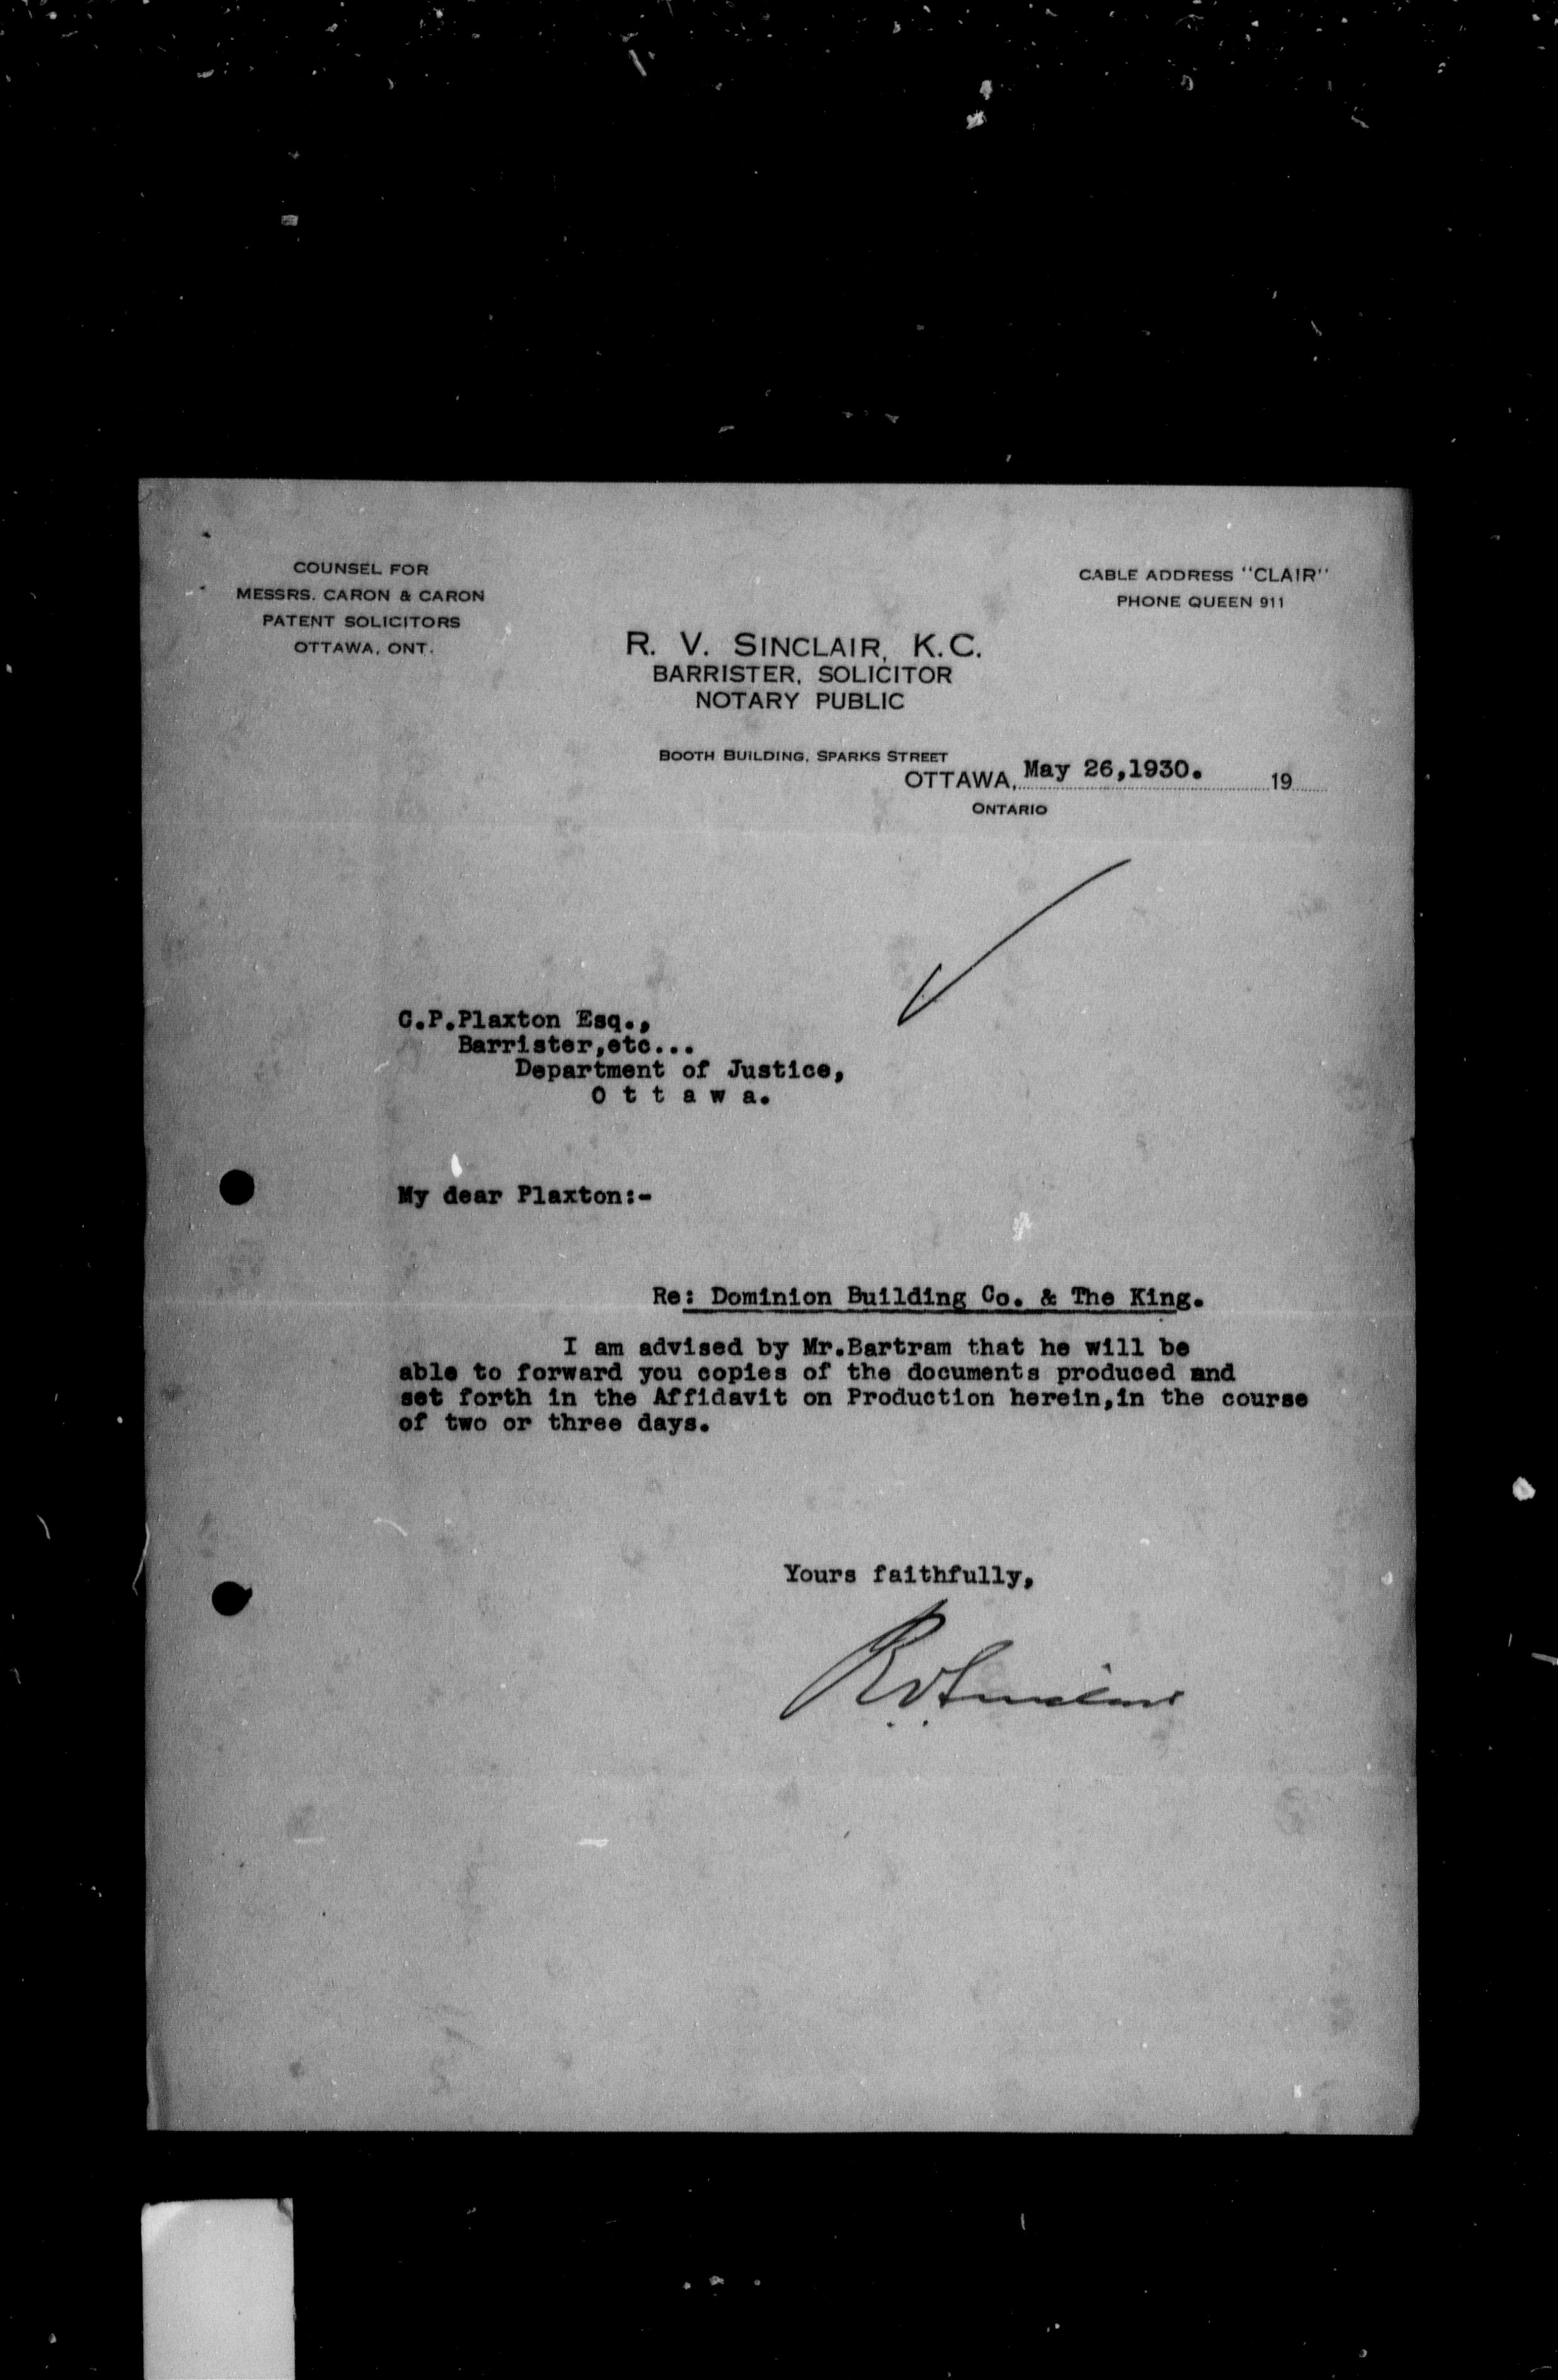 COUNSEL FOR
MESSRS. CARON & CARON
PATENT SOLICITORS
OTTAWA, ONT.
CABLE ADDRESS "CLAIR"
PHONE QUEEN 911
R. V. SINCLAIR, K.C.
BARRISTER, SOLICITOR
NOTARY PUBLIC
BOOTH BUILDING, SPARKS STREET
OTTAWA, May 26,1930. 19
ONTARIO
C.P.Plaxton Esq.,
Barrister,etc...
Department of Justice,
O t t a w a.
My dear Plaxton:-
Re: Dominion Building Co. & The King.
I am advised by Mr.Bartram that he will be
able to forward you copies of the documents produced and
set forth in the Affidavit on Production herein,in the course
of two or three days.
Yours faithfully,
R.V.Sinclair